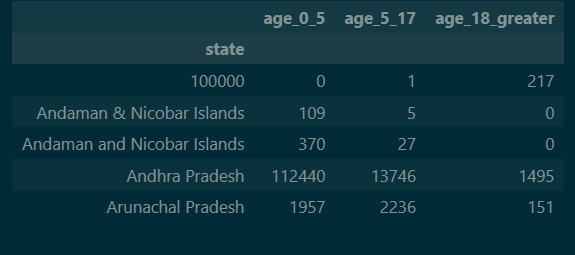 age_0_5 age_5_17 age_18_greater
state
100000 0 1 217
Andaman & Nicobar Islands 109 5 0
Andaman and Nicobar Islands 370 27 0
Andhra Pradesh 112440 13746 1495
Arunachal Pradesh 1957 2236 151